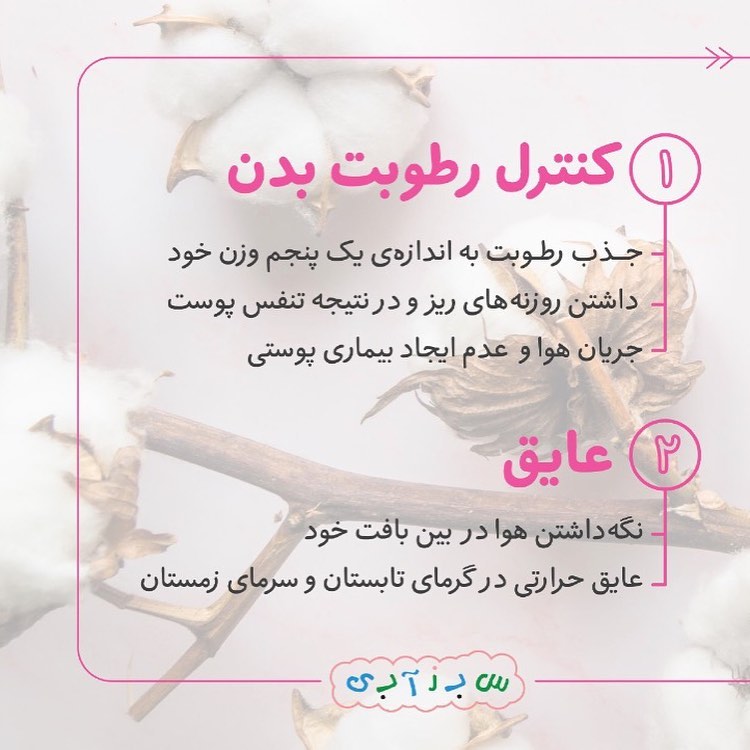 ۱
کنترل رطوبت بدن
جذب رطوبت به اندازه‌ی یک پنجم وزن خود
داشتن روزنه‌های ریز و در نتیجه تنفس پوست
جریان هوا و عدم ایجاد بیماری پوستی
۲
عایق
نگه‌داشتن هوا در بین بافت خود
عایق حرارتی در گرمای تابستان و سرمای زمستان
سبز آبی